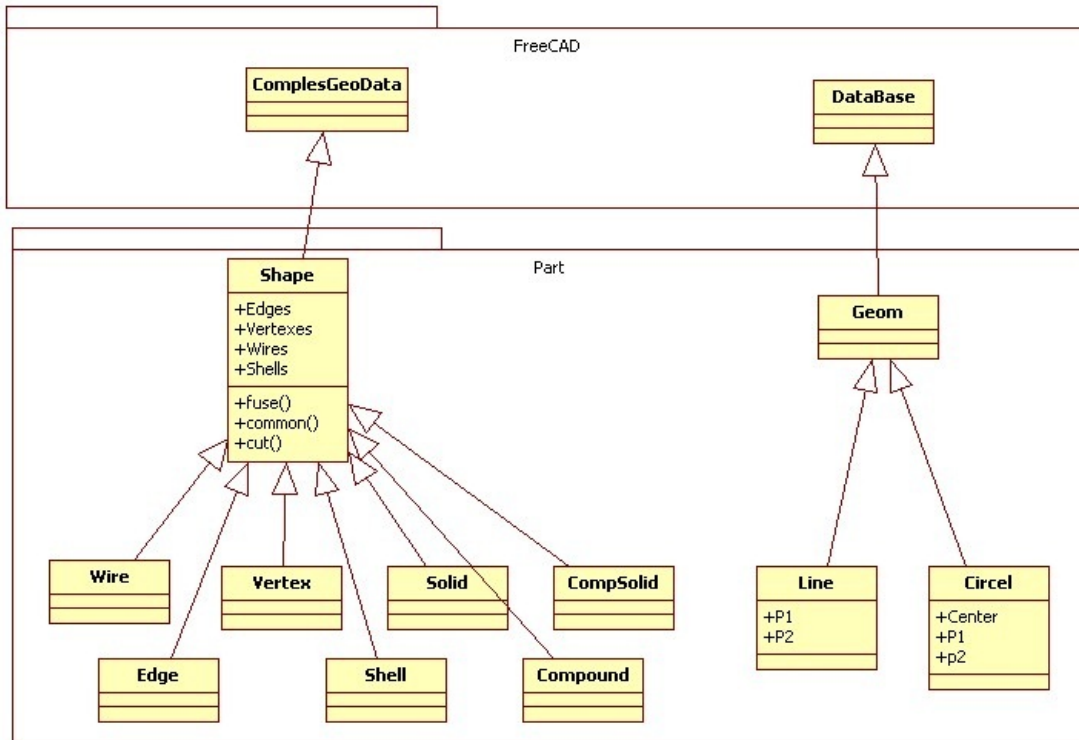 FreeCAD
ComplesGeoData
DataBase
Part
Shape
+Edges
+Vertexes
+Wires
+Shells
+fuse()
+common()
+cut()
Geom
Wire
Vertex
Solid
CompSolid
Line
+P1
+P2
Circel
+Center
+P1
+p2
Edge
Shell
Compound